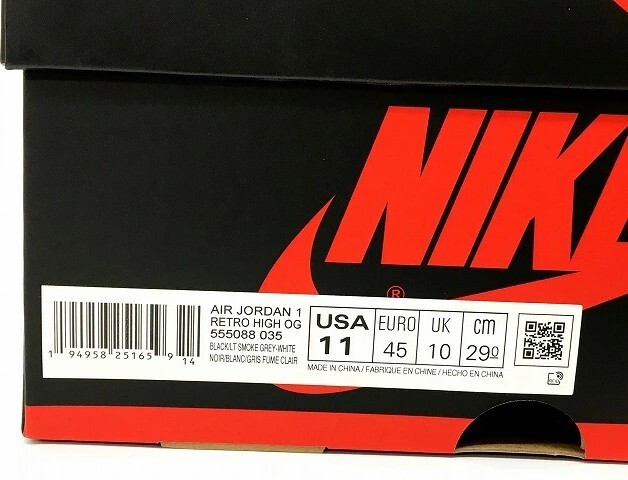 NIKE
®
AIR JORDAN 1
RETRO HIGH OG
555088 035
BLACK/LT SMOKE GREY-WHITE
NOIR/BLANC/GRIS FUME CLAIR
1 94958 25165 9
14
USA EURO UK cm
11 45 10 29.0
MADE IN CHINA / FABRIQUE EN CHINE / HECHO EN CHINA